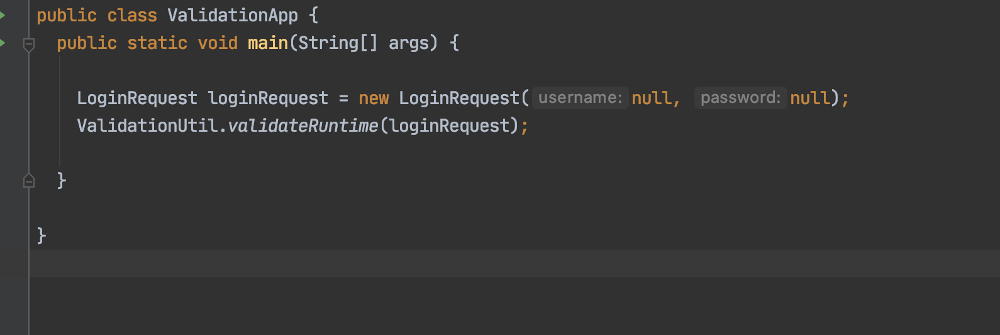 public class ValidationApp {
public static void main(String[] args) {
LoginRequest loginRequest = new LoginRequest( username: null, password: null);
ValidationUtil.validateRuntime(loginRequest);
}
}